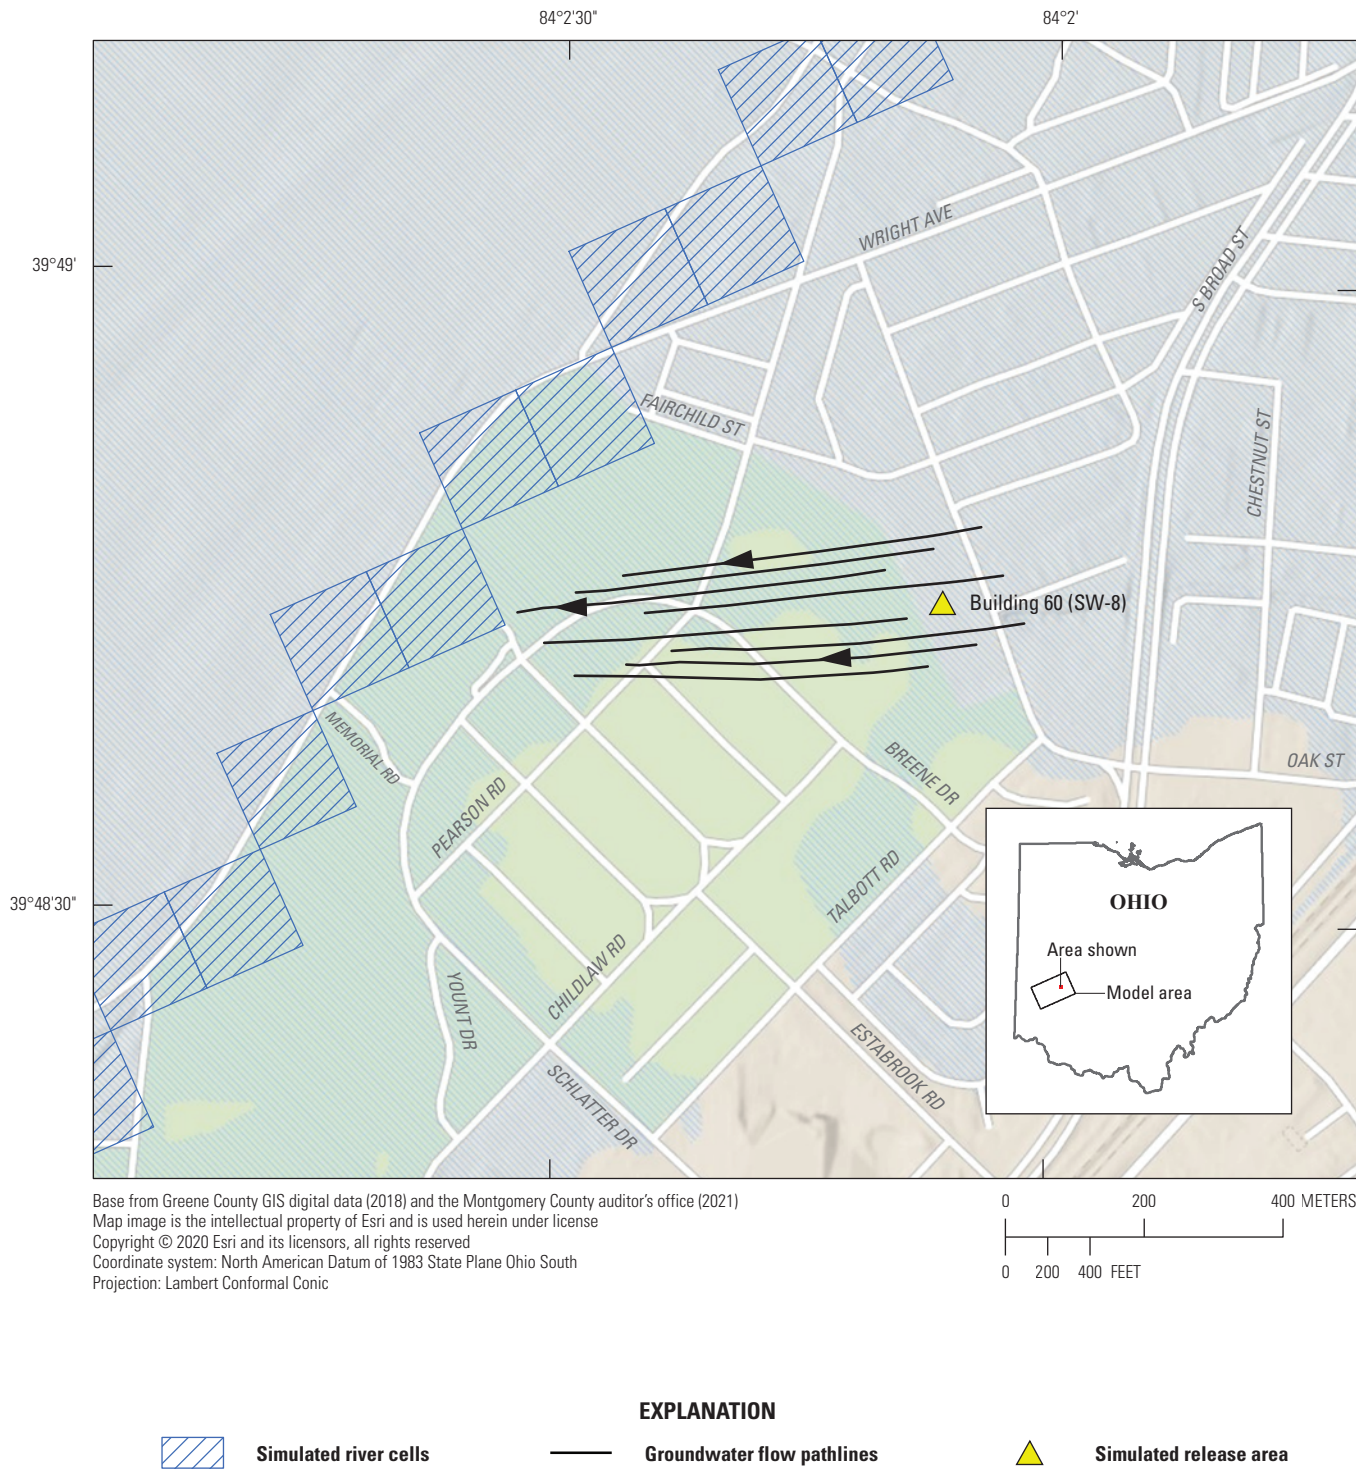 84°2'30"
84°2'
39°49'
WRIGHT AVE
S BROAD ST
FAIRCHILD ST
CHESTNUT ST
Building 60 (SW-8)
MEMORIAL RD
BREENE DR
OAK ST
PEARSON RD
TALBOTT RD
39°48'30"
CHILDLAW RD
YOUNT DR
ESTABROOK RD
SCHLATTER DR
OHIO
Area shown
Model area
Base from Greene County GIS digital data (2018) and the Montgomery County auditor's office (2021)
Map image is the intellectual property of Esri and is used herein under license
Copyright © 2020 Esri and its licensors, all rights reserved
Coordinate system: North American Datum of 1983 State Plane Ohio South
Projection: Lambert Conformal Conic
0 200 400 METERS
0 200 400 FEET
EXPLANATION
Simulated river cells
Groundwater flow pathlines
Simulated release area